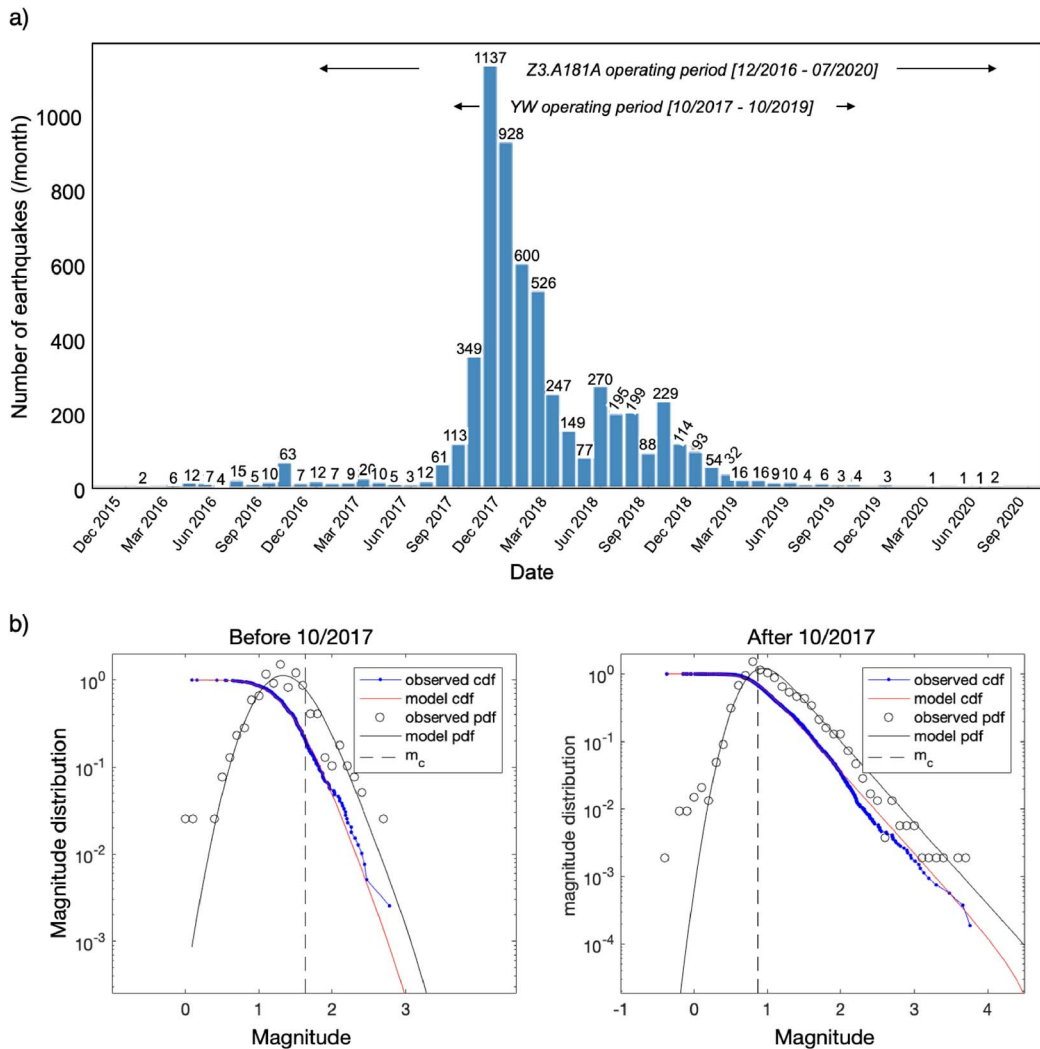 a)
Z3.A181A operating period [12/2016 - 07/2020]
YW operating period [10/2017 - 10/2019]
Number of earthquakes (/month)
1000
800
600
400
200
0
2 6 12 7 4 15 5 10 63 7 12 7 9 20 10 5 3 12 61 113 349 1137 928 600 526 247 149 77 270 195 199 88 229 114 93 54 32 16 16 9 10 4 6 3 4 3 1 1 1 2
Dec 2015 Mar 2016 Jun 2016 Sep 2016 Dec 2016 Mar 2017 Jun 2017 Sep 2017 Dec 2017 Mar 2018 Jun 2018 Sep 2018 Dec 2018 Mar 2019 Jun 2019 Sep 2019 Dec 2019 Mar 2020 Jun 2020 Sep 2020
Date
b)
Before 10/2017
Magnitude distribution
10^0
10^-1
10^-2
10^-3
observed cdf
model cdf
observed pdf
model pdf
m_c
0 1 2 3
Magnitude
After 10/2017
magnitude distribution
10^0
10^-1
10^-2
10^-3
10^-4
observed cdf
model cdf
observed pdf
model pdf
m_c
-1 0 1 2 3 4
Magnitude